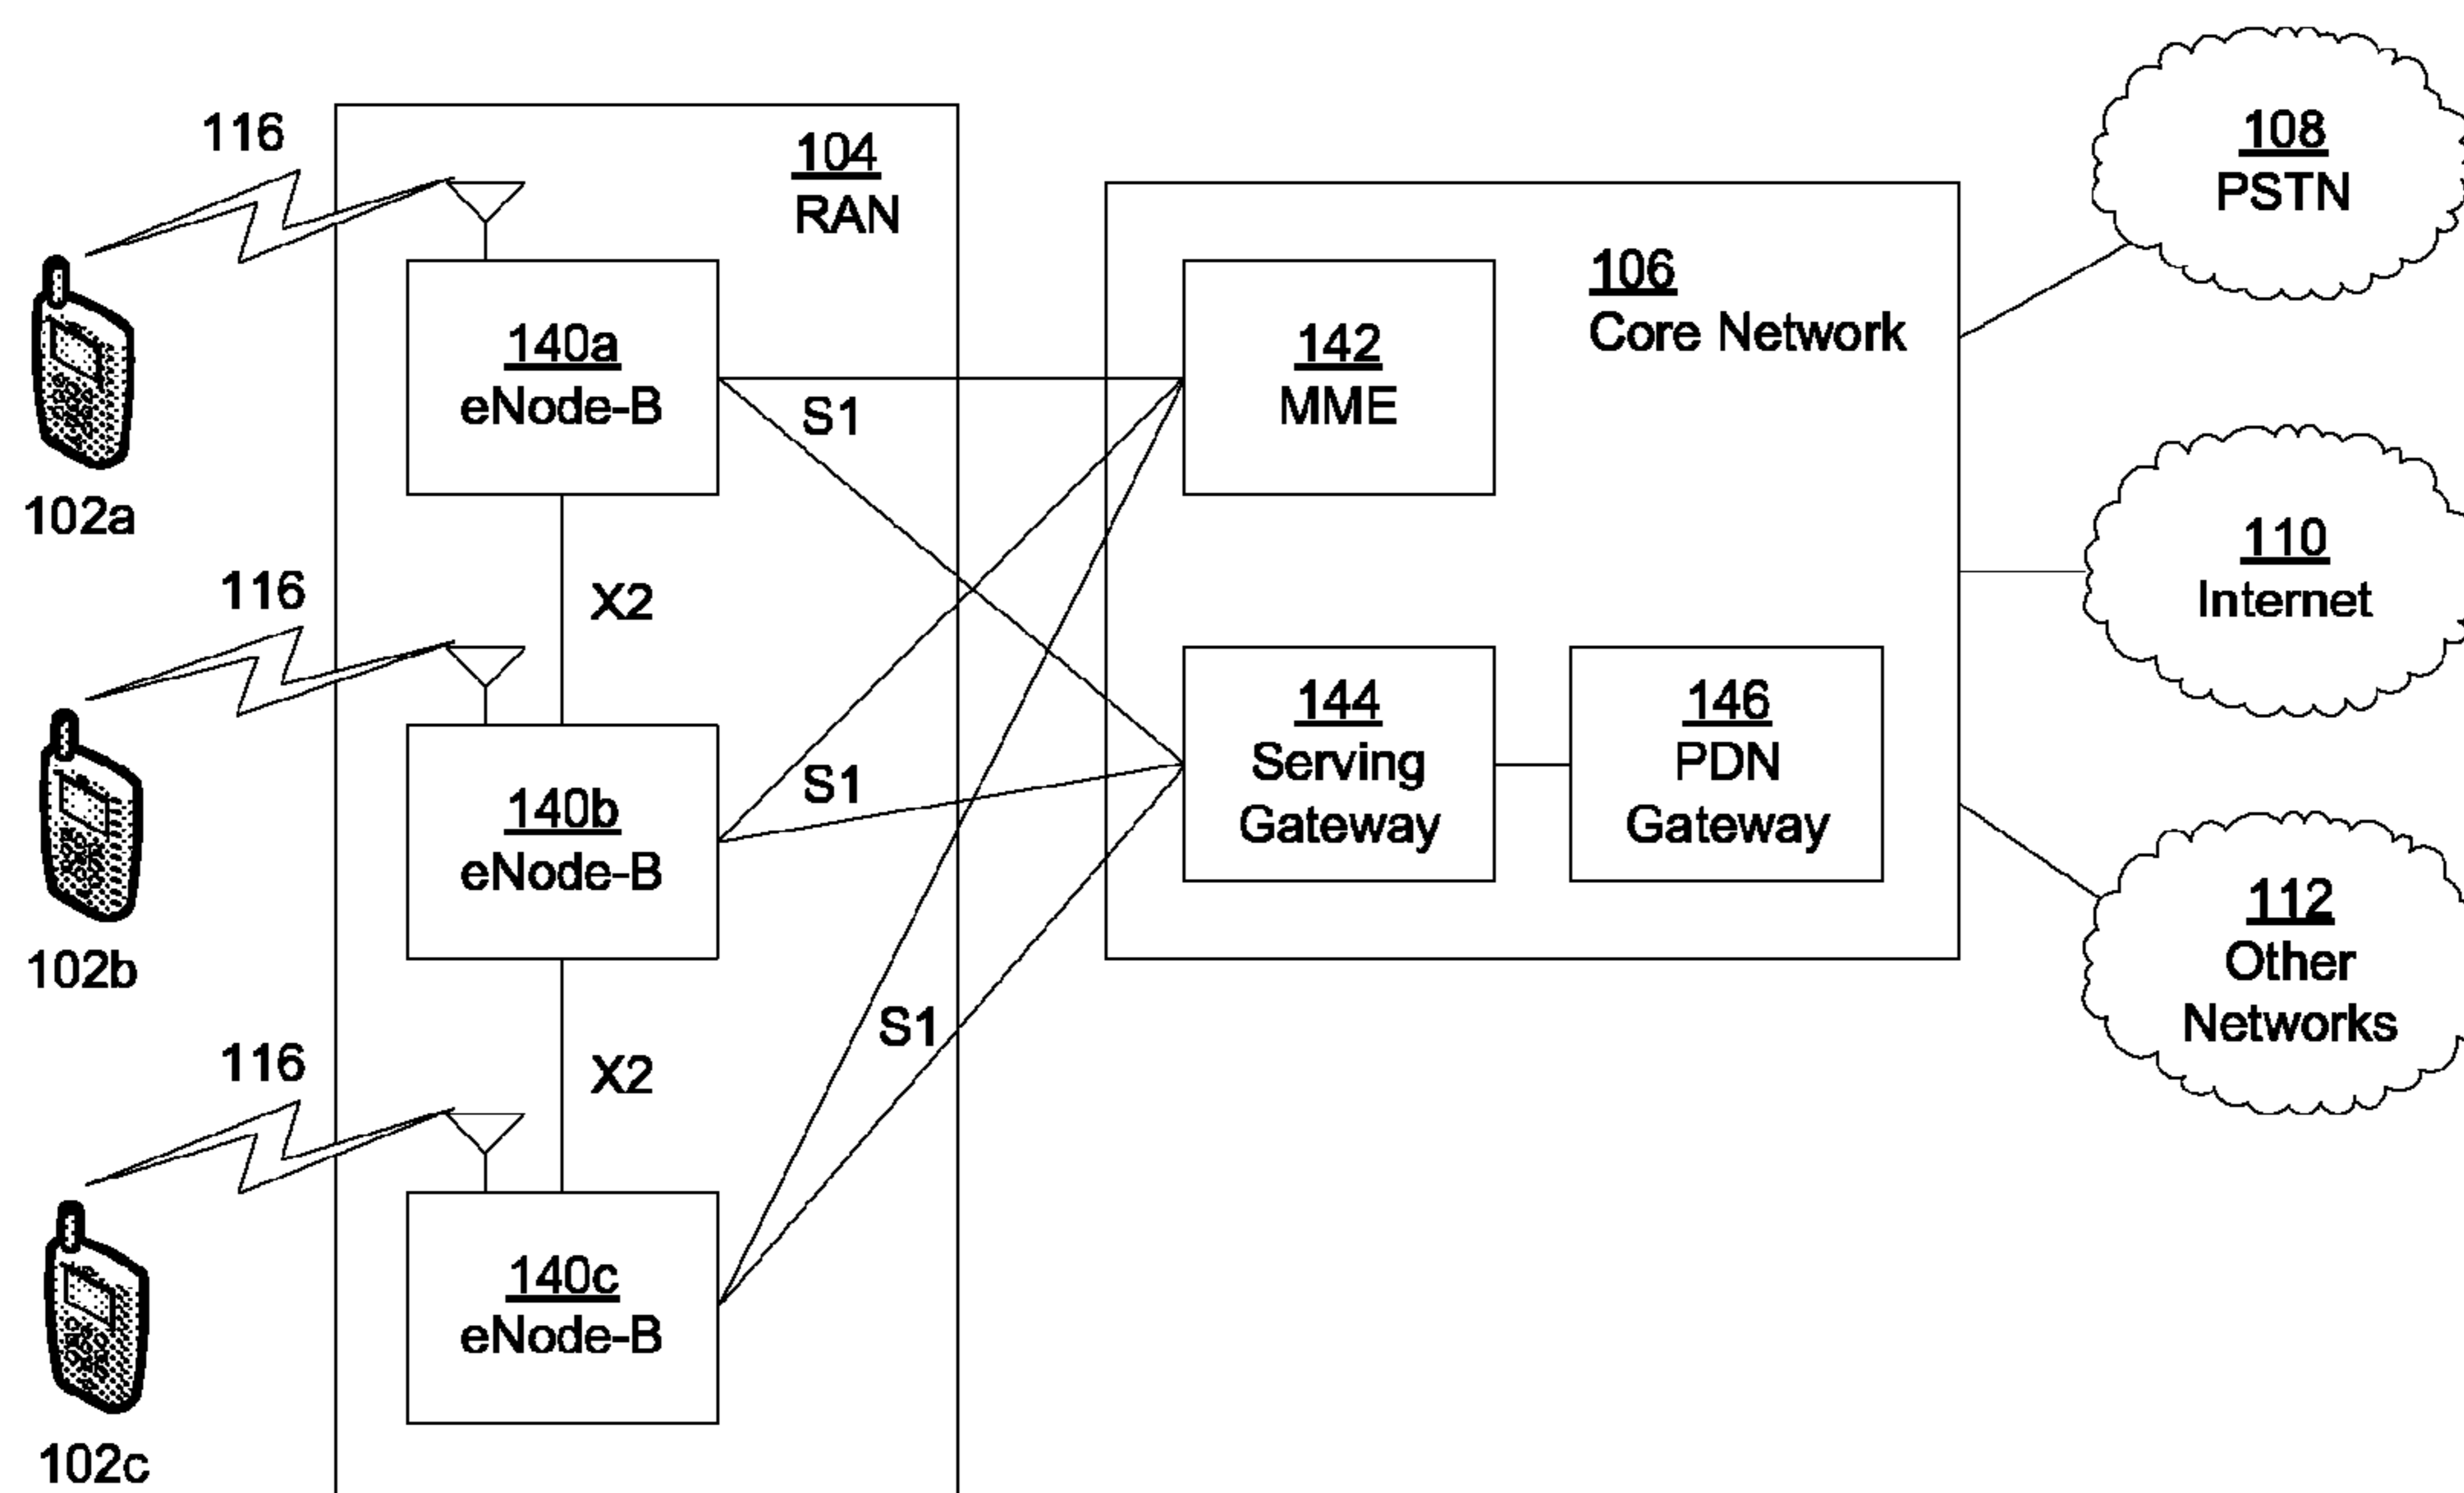 116
102a
116
102b
116
102c
104
RAN
140a
eNode-B
X2
140b
eNode-B
X2
140c
eNode-B
S1
S1
S1
106
Core Network
142
MME
144
Serving
Gateway
146
PDN
Gateway
108
PSTN
110
Internet
112
Other
Networks